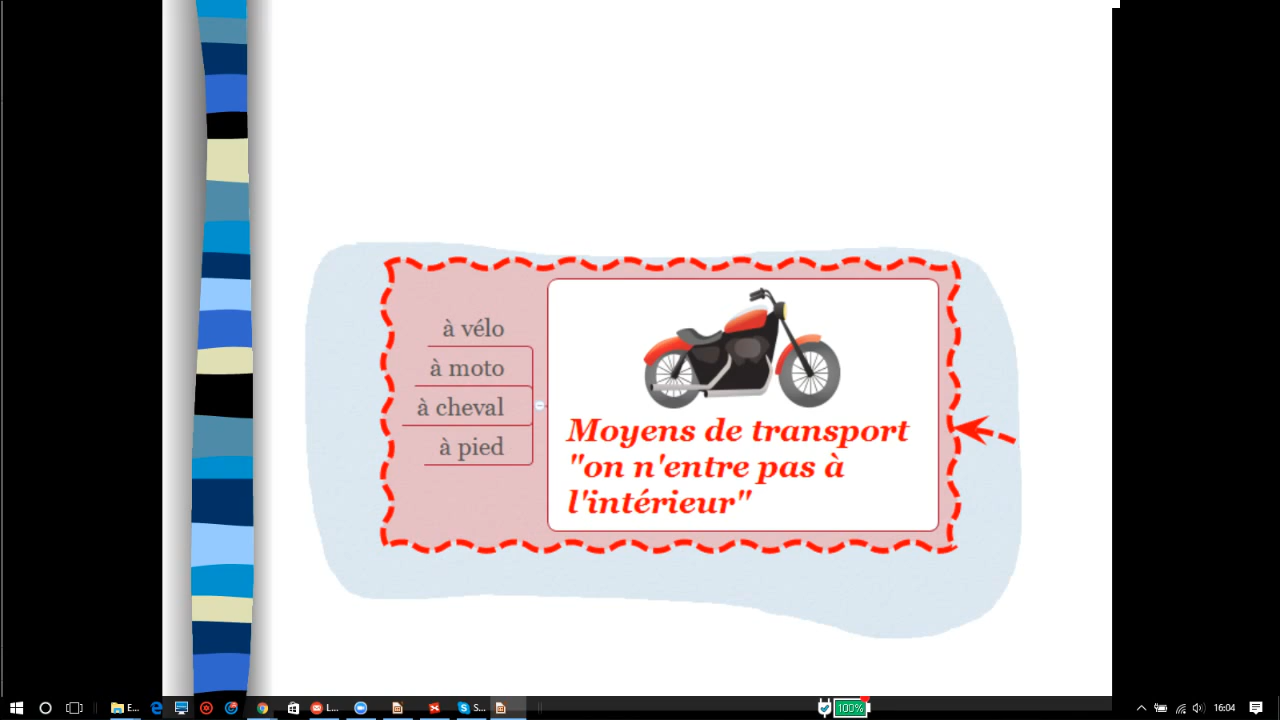 à vélo
à moto
à cheval
à pied
Moyens de transport
"on n'entre pas à
l'intérieur"
E...
L...
S...
100%
16:04